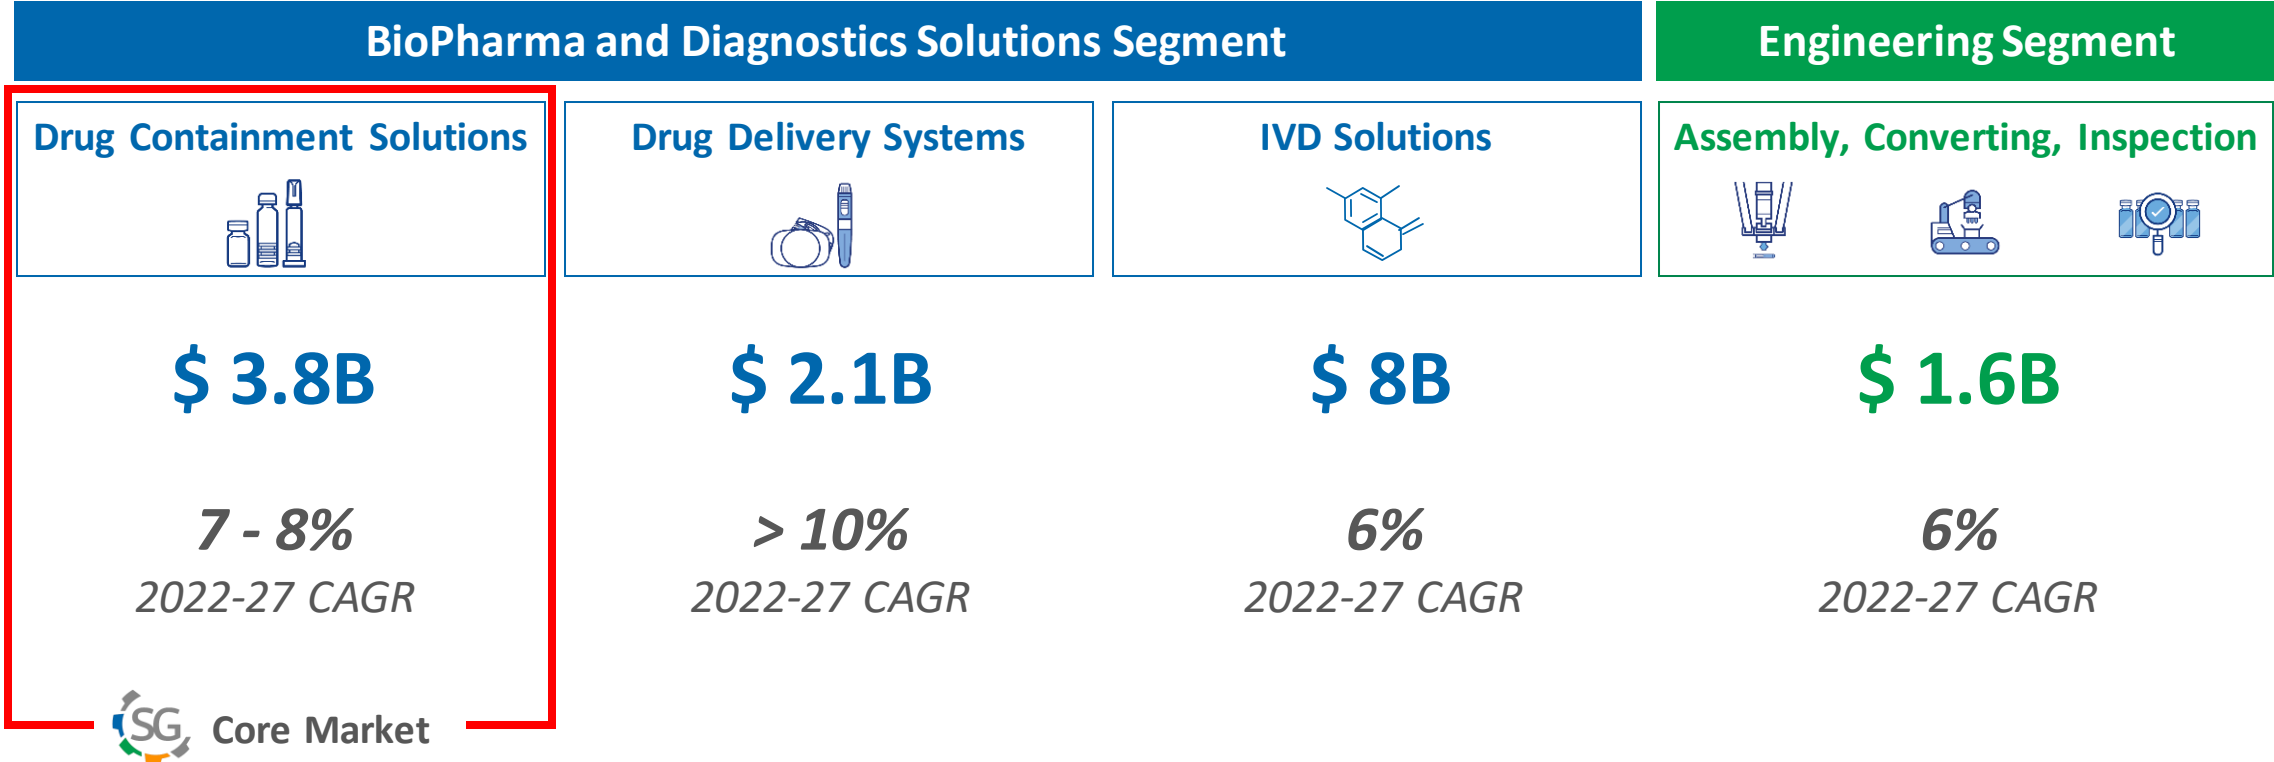 BioPharma and Diagnostics Solutions Segment
Engineering Segment
Drug Containment Solutions
Drug Delivery Systems
IVD Solutions
Assembly, Converting, Inspection
$ 3.8B
$ 2.1B
$ 8B
$ 1.6B
7 - 8%
> 10%
6%
6%
2022-27 CAGR
2022-27 CAGR
2022-27 CAGR
2022-27 CAGR
SG
Core Market